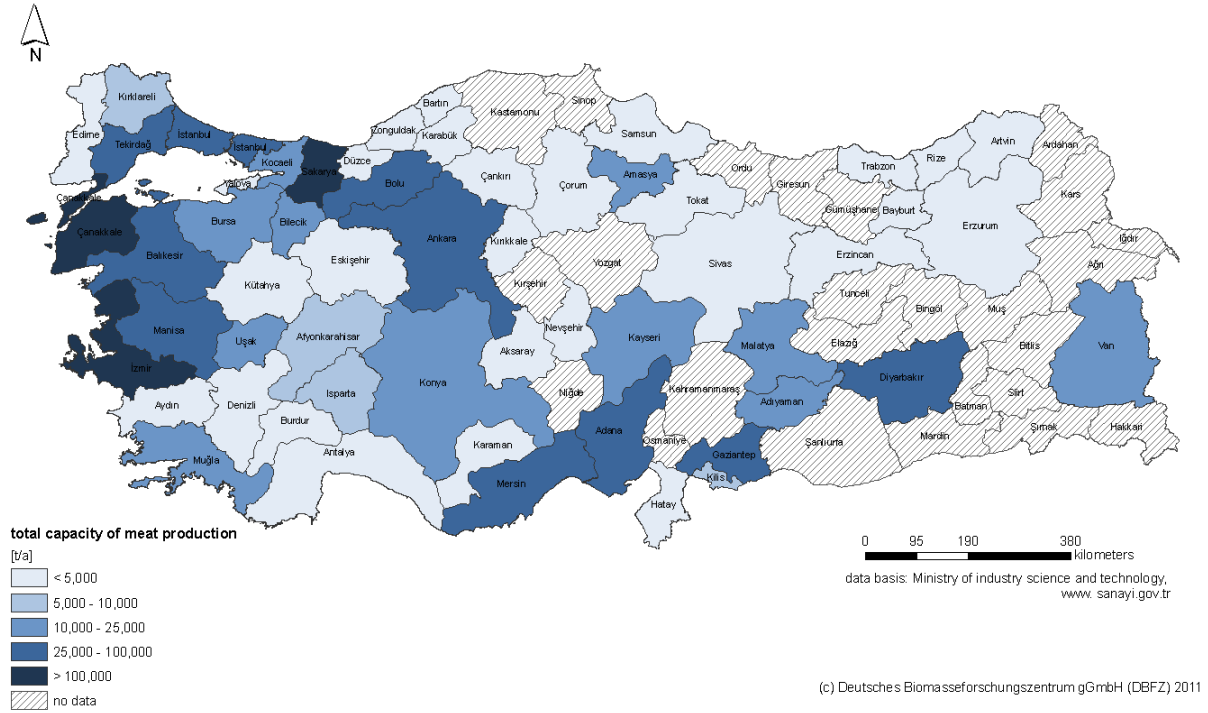 N
Kırklareli
Edirne
Tekirdağ
İstanbul
İstanbul
Kocaeli
Yalova
Sakarya
Düzce
Zonguldak
Bartın
Karabük
Kastamonu
Sinop
Samsun
Çankırı
Çorum
Amasya
Ordu
Giresun
Trabzon
Rize
Artvin
Ardahan
Kars
Gümüşhane
Bayburt
Tokat
Bolu
Çanakkale
Çanakkale
Bursa
Bilecik
Balıkesir
Ankara
Kırıkkale
Erzurum
Iğdır
Eskişehir
Kütahya
Yozgat
Sivas
Erzincan
Ağrı
Kırşehir
Tunceli
Bingöl
Muş
Manisa
Uşak
Afyonkarahisar
Nevşehir
Kayseri
Malatya
Elazığ
Bitlis
Van
İzmir
Aksaray
Konya
Isparta
Niğde
Kahramanmaraş
Diyarbakır
Siirt
Batman
Adıyaman
Aydın
Denizli
Burdur
Adana
Osmaniye
Gaziantep
Şanlıurfa
Mardin
Şırnak
Hakkari
Muğla
Antalya
Karaman
Mersin
Kilis
Hatay
total capacity of meat production
[t/a]
< 5,000
5,000 - 10,000
10,000 - 25,000
25,000 - 100,000
> 100,000
no data
0 95 190 380
kilometers
data basis: Ministry of industry science and technology,
www. sanayi.gov.tr
(c) Deutsches Biomasseforschungszentrum gGmbH (DBFZ) 2011